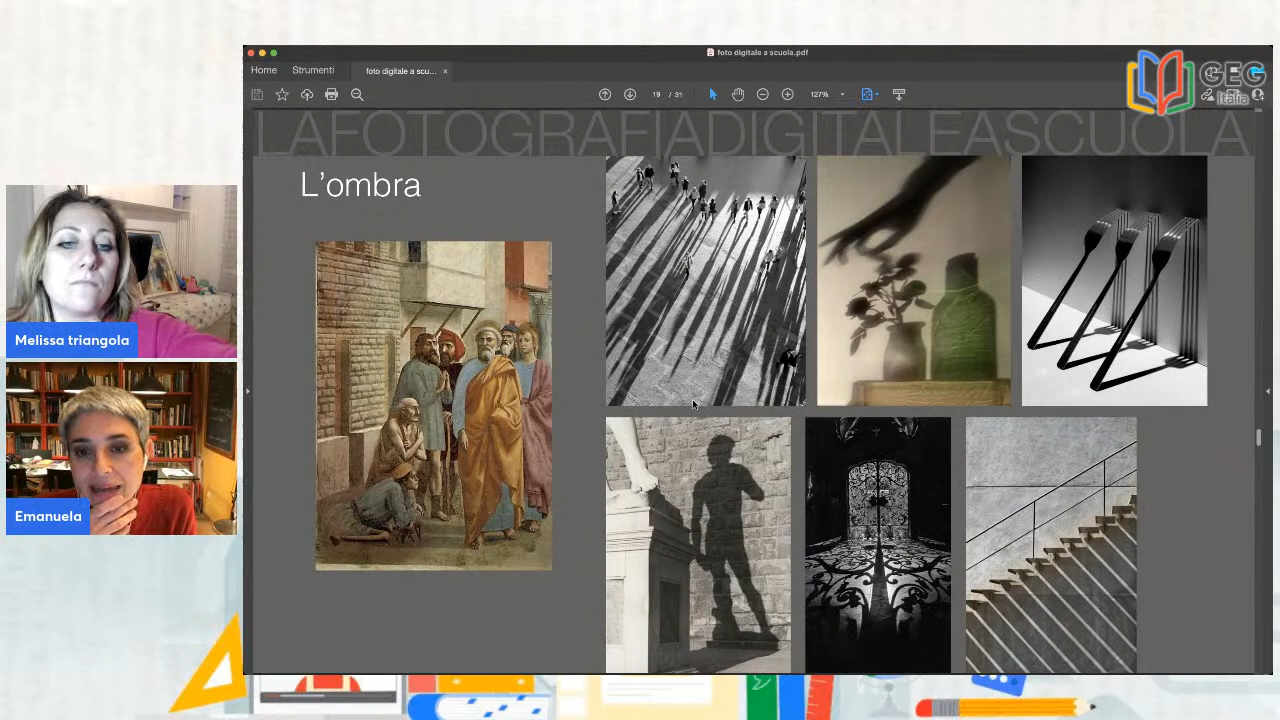 foto digitale a scuola.pdf
Home
Strumenti
foto digitale a scu... ×
19 / 31
127%
GEG
Italia
LAFOTOGRAFIADIGITALEASCUOLA
L'ombra
Melissa triangola
Emanuela